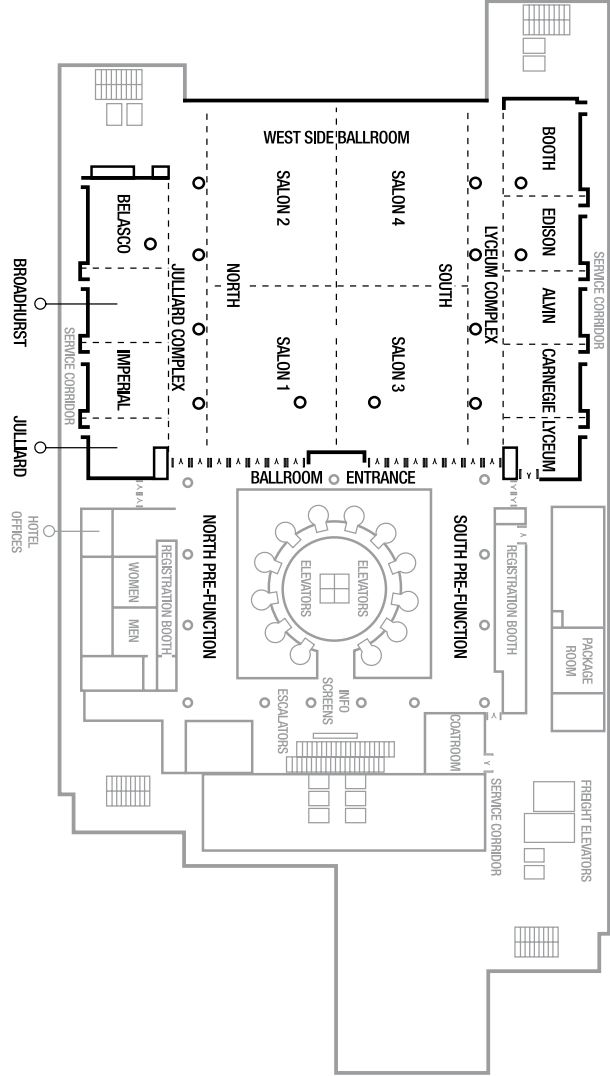 WEST SIDE BALLROOM
BOOTH
EDISON
ALVIN
CARNEGIE
LYCEUM
LYCEUM COMPLEX
SERVICE CORRIDOR
SALON 2
SALON 4
NORTH
SOUTH
SALON 1
SALON 3
BELASCO
BROADHURST
JULLIARD COMPLEX
IMPERIAL
SERVICE CORRIDOR
JULLIARD
BALLROOM ENTRANCE
HOTEL
OFFICES
NORTH PRE-FUNCTION
SOUTH PRE-FUNCTION
ELEVATORS
ELEVATORS
REGISTRATION BOOTH
WOMEN
MEN
REGISTRATION BOOTH
PACKAGE
ROOM
INFO
SCREENS
ESCALATORS
COATROOM
SERVICE CORRIDOR
FREIGHT ELEVATORS